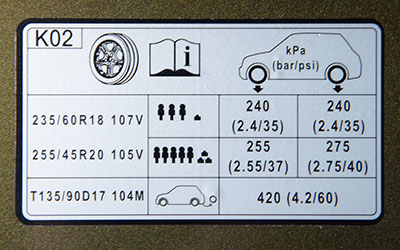 K02
kPa
(bar/psi)
235/60R18 107V 240 240
(2.4/35) (2.4/35)
255/45R20 105V 255 275
(2.55/37) (2.75/40)
T135/90D17 104M 420 (4.2/60)